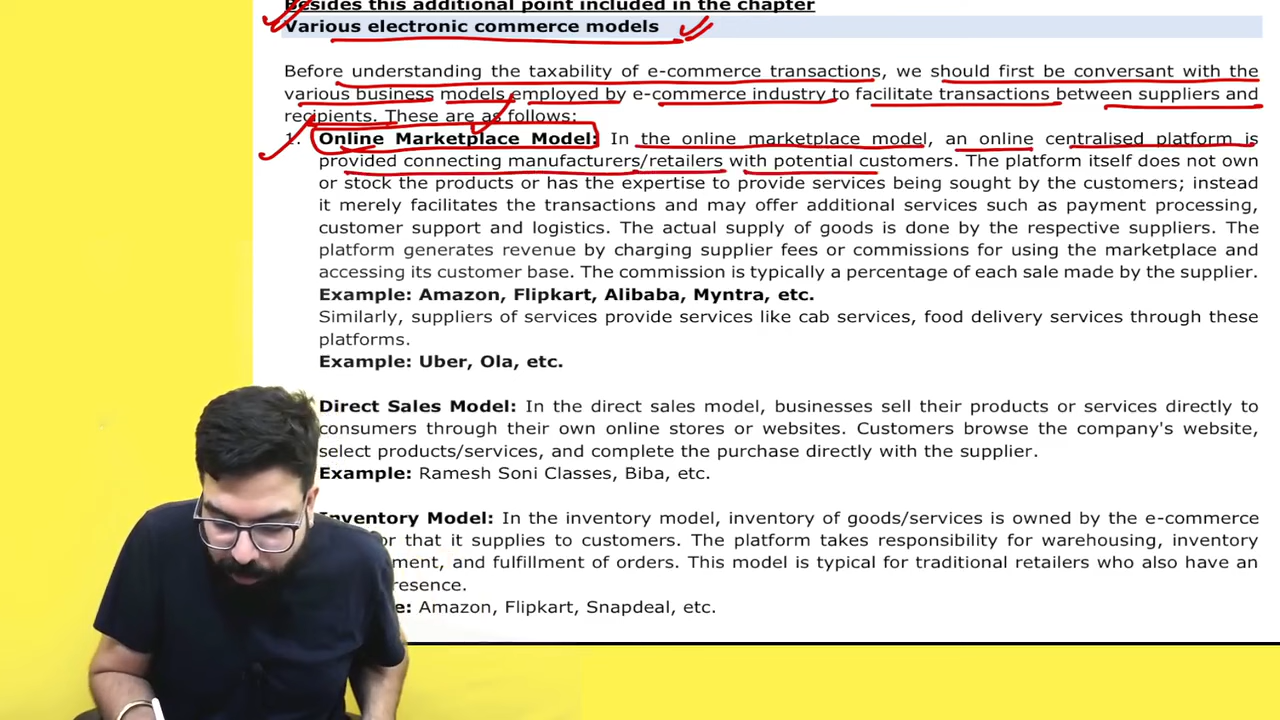 Besides this additional point included in the chapter
Various electronic commerce models
Before understanding the taxability of e-commerce transactions, we should first be conversant with the
various business models employed by e-commerce industry to facilitate transactions between suppliers and
recipients. These are as follows:
1. Online Marketplace Model: In the online marketplace model, an online centralised platform is
provided connecting manufacturers/retailers with potential customers. The platform itself does not own
or stock the products or has the expertise to provide services being sought by the customers; instead
it merely facilitates the transactions and may offer additional services such as payment processing,
customer support and logistics. The actual supply of goods is done by the respective suppliers. The
platform generates revenue by charging supplier fees or commissions for using the marketplace and
accessing its customer base. The commission is typically a percentage of each sale made by the supplier.
Example: Amazon, Flipkart, Alibaba, Myntra, etc.
Similarly, suppliers of services provide services like cab services, food delivery services through these
platforms.
Example: Uber, Ola, etc.
Direct Sales Model: In the direct sales model, businesses sell their products or services directly to
consumers through their own online stores or websites. Customers browse the company's website,
select products/services, and complete the purchase directly with the supplier.
Example: Ramesh Soni Classes, Biba, etc.
Inventory Model: In the inventory model, inventory of goods/services is owned by the e-commerce
that it supplies to customers. The platform takes responsibility for warehousing, inventory
and fulfillment of orders. This model is typical for traditional retailers who also have an
Amazon, Flipkart, Snapdeal, etc.